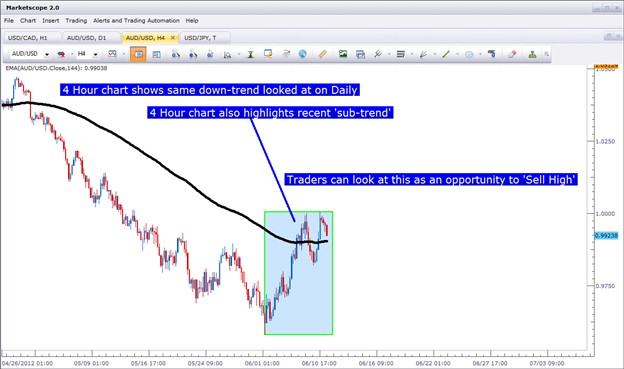 Marketscope 2.0
File Chart Insert Trading Alerts and Trading Automation Help
USD/CAD, H1 AUD/USD, D1 AUD/USD, H4 USD/JPY, T
AUD/USD H4
EMA(AUD/USD.Close,144): 0.99038
4 Hour chart shows same down-trend looked at on Daily
4 Hour chart also highlights recent 'sub-trend'
Traders can look at this as an opportunity to 'Sell High'
1.0250
1.0000
0.99238
0.9750
04/26/2012 05/09 01:00 05/16 17:00 05/24 09:00 06/01 01:00 06/10 17:00 06/16 09:00 06/22 01:00 06/27 17:00 07/03 09:00